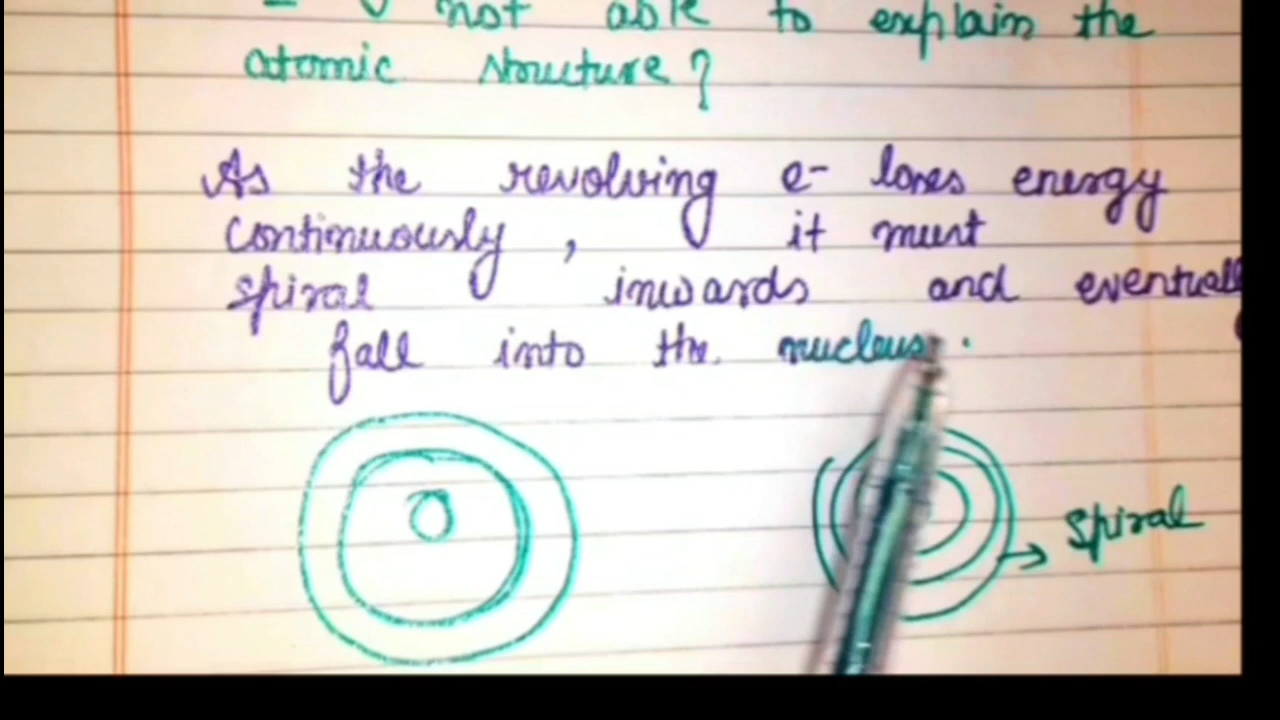 not able to explain the
atomic structure?
As the revolving e- loses energy
continuously, it must
spiral inwards and eventuall
fall into the nucleus.
Spiral